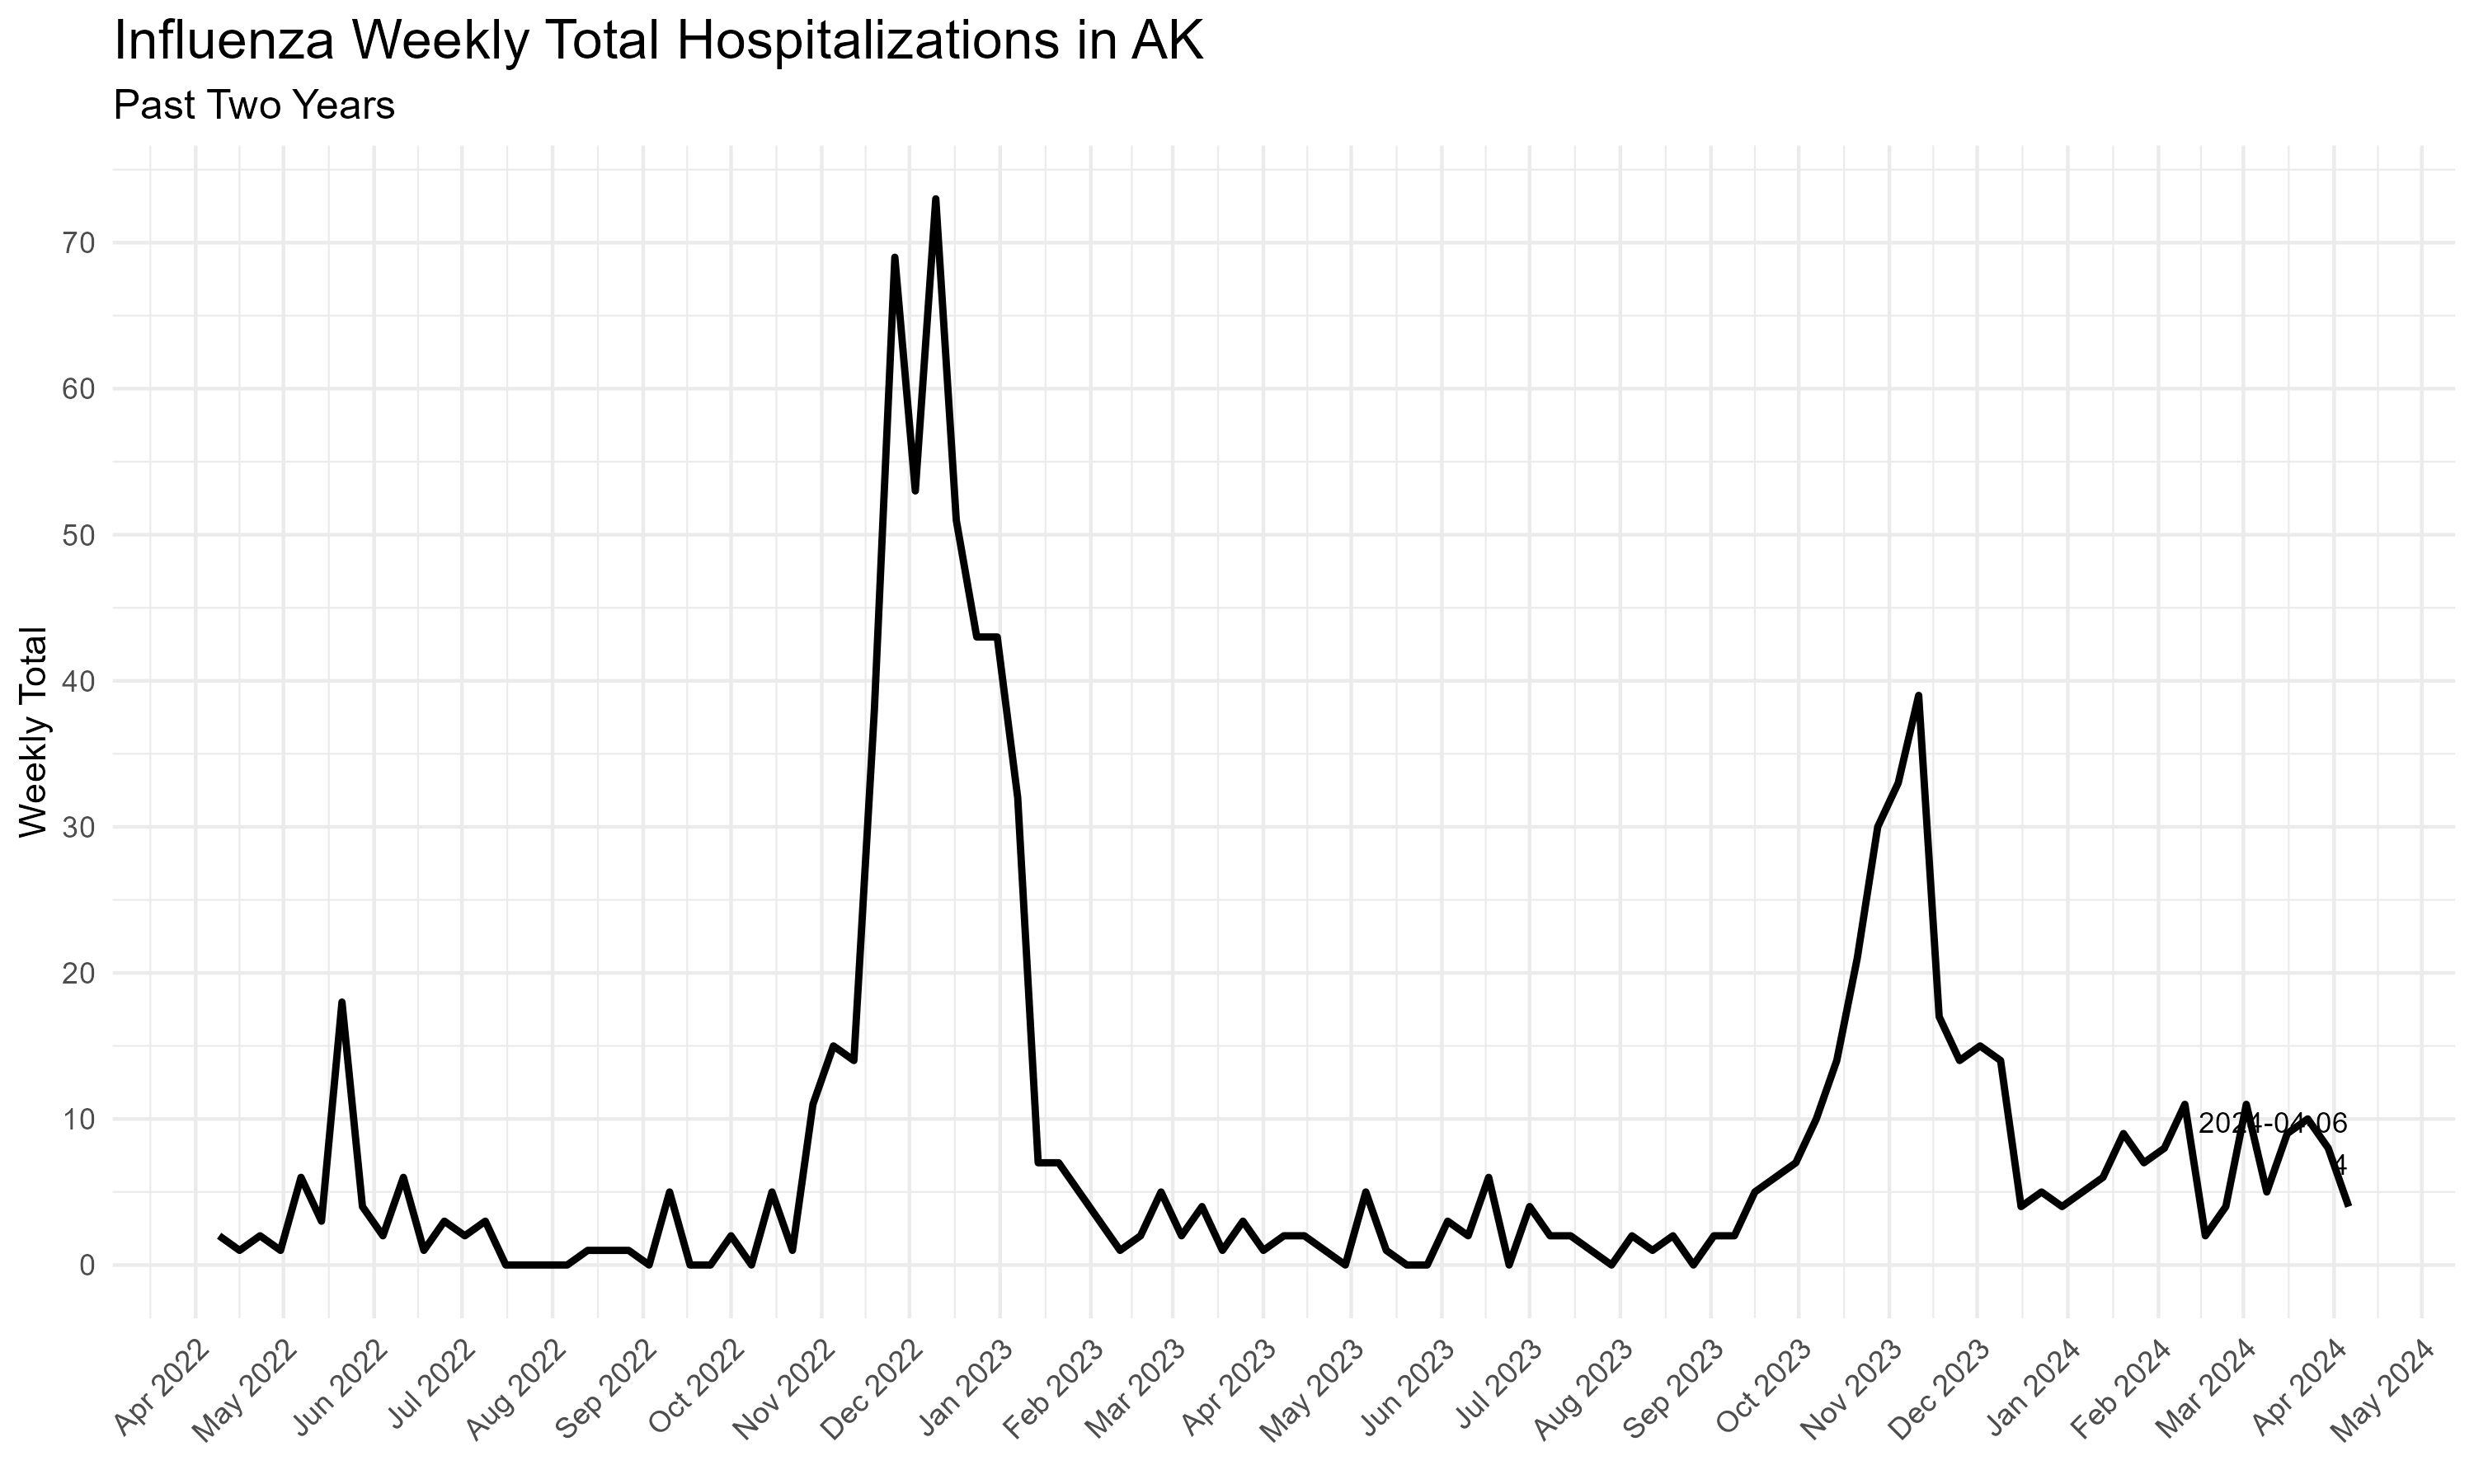 Influenza Weekly Total Hospitalizations in AK
Past Two Years
Weekly Total
70
60
50
40
30
20
10
0
2024-04-06
4
Apr 2022
May 2022
Jun 2022
Jul 2022
Aug 2022
Sep 2022
Oct 2022
Nov 2022
Dec 2022
Jan 2023
Feb 2023
Mar 2023
Apr 2023
May 2023
Jun 2023
Jul 2023
Aug 2023
Sep 2023
Oct 2023
Nov 2023
Dec 2023
Jan 2024
Feb 2024
Mar 2024
Apr 2024
May 2024